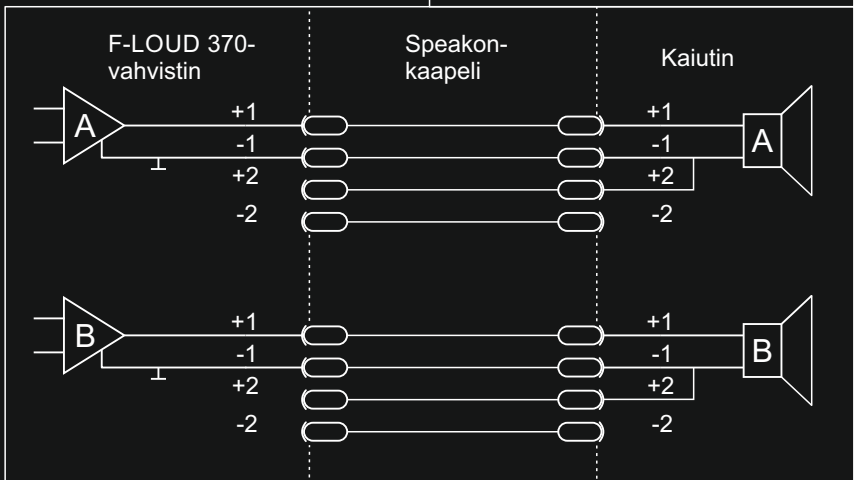 F-LOUD 370-
vahvistin
Speakon-
kaapeli
Kaiutin
A
+1
-1
+2
-2
+1
-1
+2
-2
A
B
+1
-1
+2
-2
+1
-1
+2
-2
B